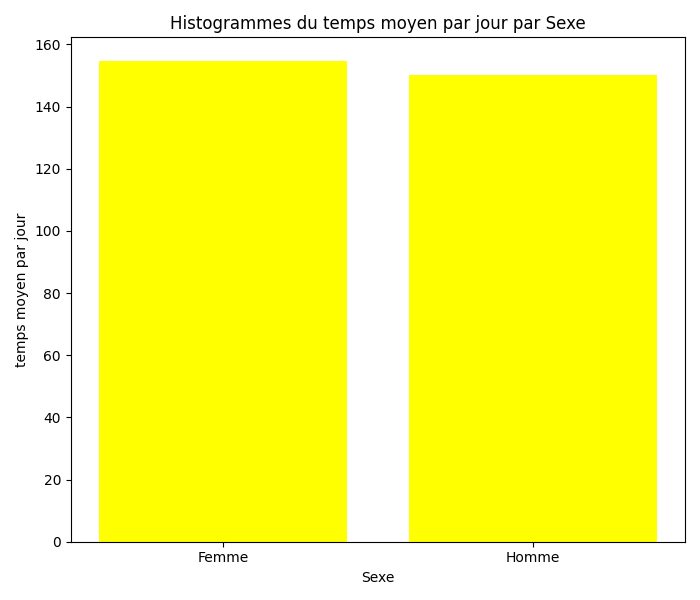 Histogrammes du temps moyen par jour par Sexe
temps moyen par jour
160
140
120
100
80
60
40
20
0
Femme Homme
Sexe